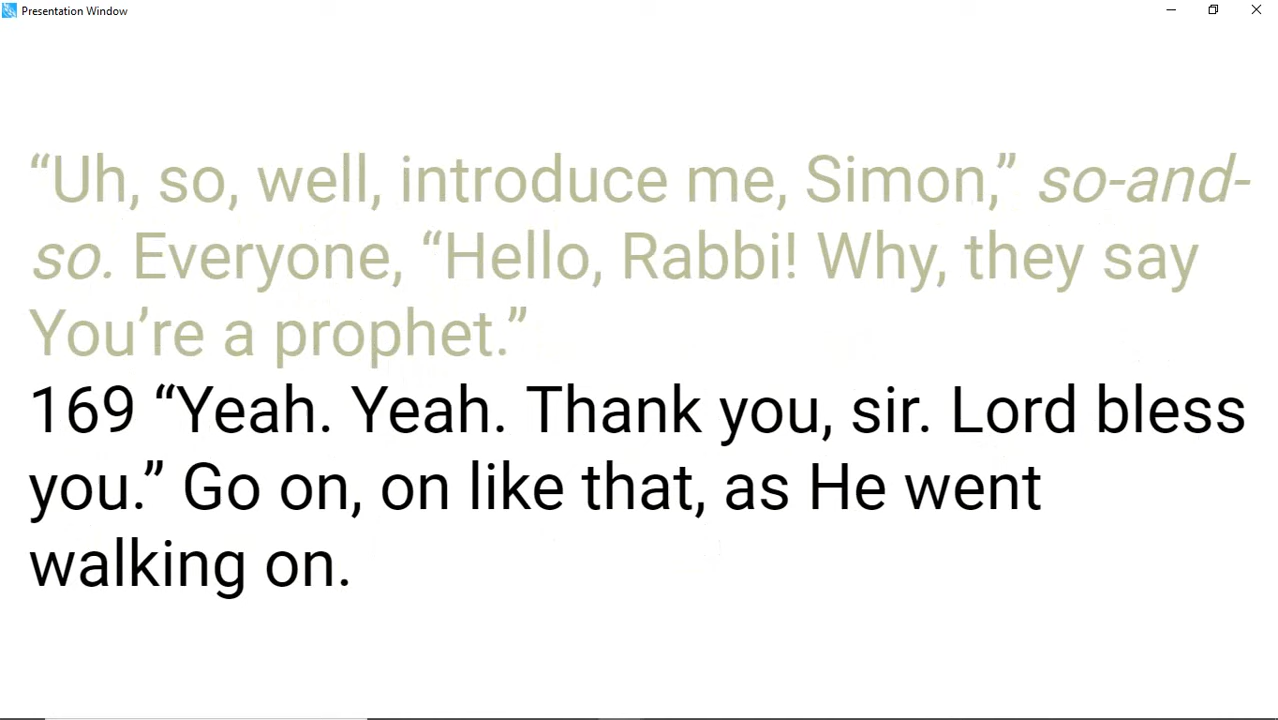 Presentation Window
“Uh, so, well, introduce me, Simon,” so-and-
so. Everyone, “Hello, Rabbi! Why, they say
You’re a prophet.”
169 “Yeah. Yeah. Thank you, sir. Lord bless
you.” Go on, on like that, as He went
walking on.